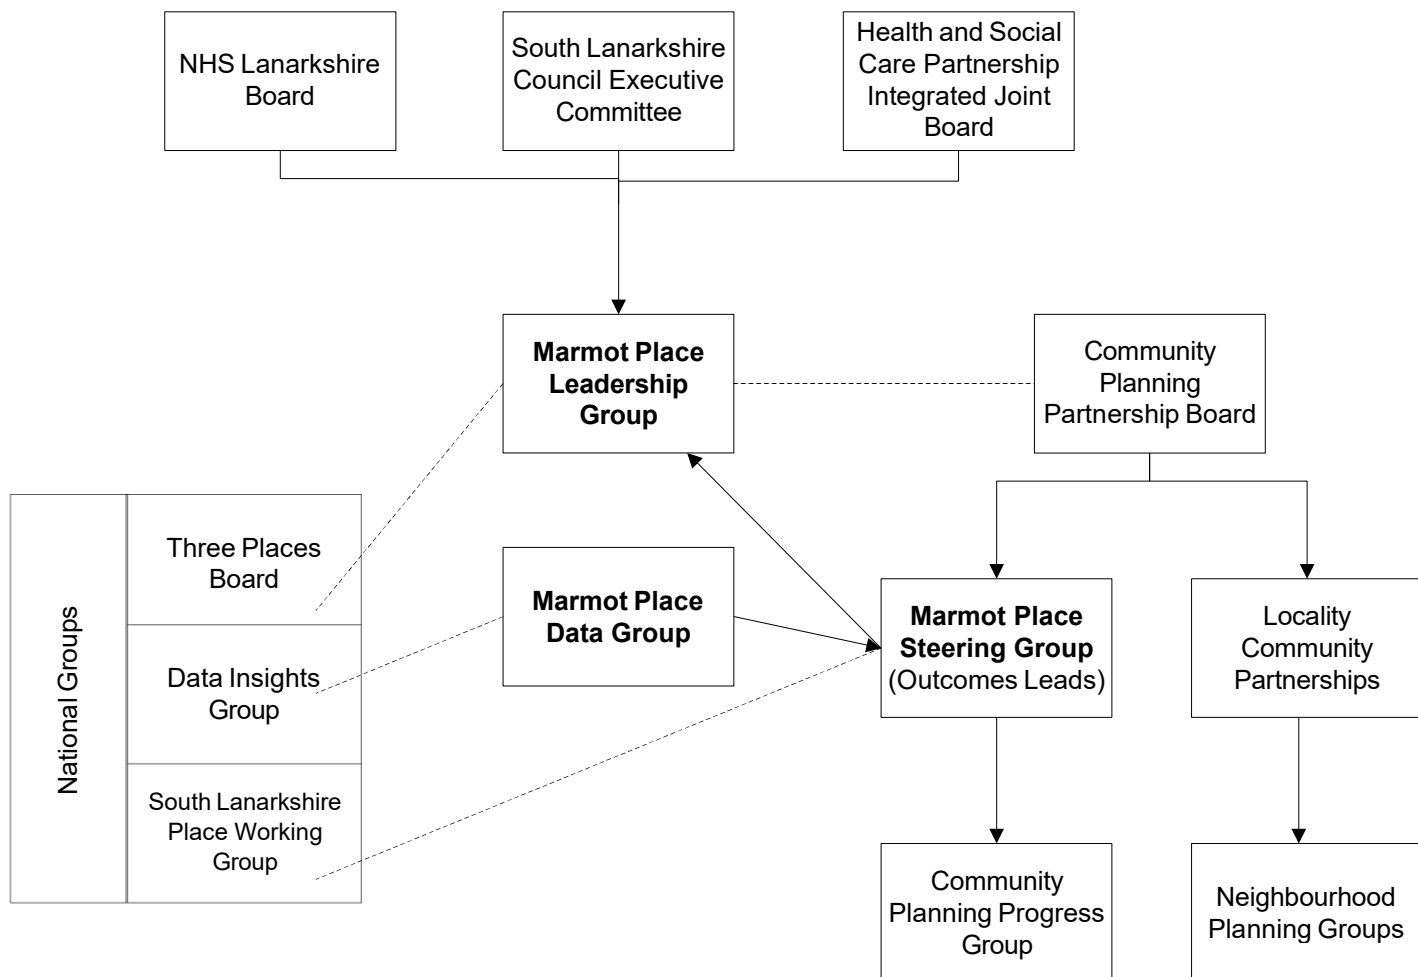 NHS Lanarkshire
Board
South Lanarkshire
Council Executive
Committee
Health and Social
Care Partnership
Integrated Joint
Board
Marmot Place
Leadership
Group
Community
Planning
Partnership Board
National Groups
Three Places
Board
Data Insights
Group
South Lanarkshire
Place Working
Group
Marmot Place
Data Group
Marmot Place
Steering Group
(Outcomes Leads)
Locality
Community
Partnerships
Community
Planning Progress
Group
Neighbourhood
Planning Groups